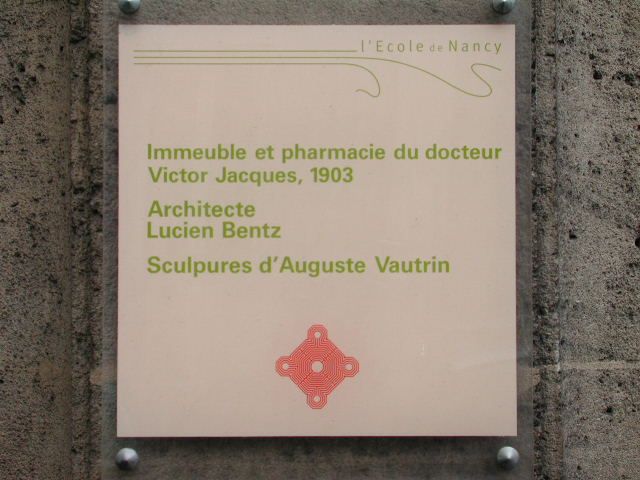 l'Ecole de Nancy
Immeuble et pharmacie du docteur
Victor Jacques, 1903
Architecte
Lucien Bentz
Sculpures d'Auguste Vautrin